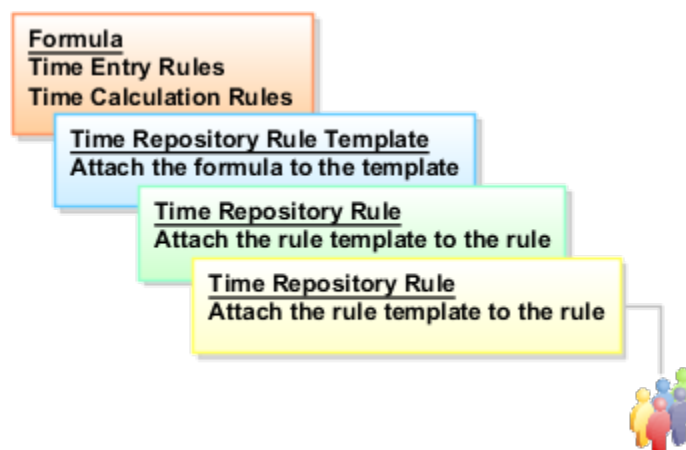 Formula
Time Entry Rules
Time Calculation Rules
Time Repository Rule Template
Attach the formula to the template
Time Repository Rule
Attach the rule template to the rule
Time Repository Rule
Attach the rule template to the rule